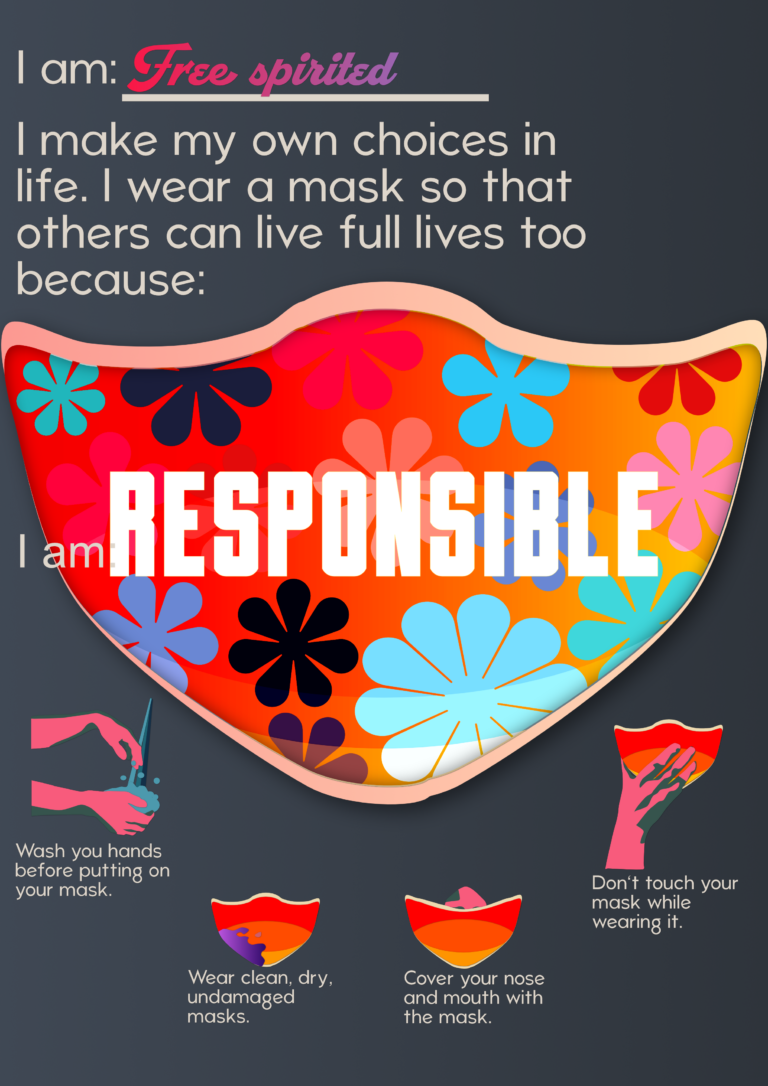 I am: Free spirited
I make my own choices in
life. I wear a mask so that
others can live full lives too
because:
I am: RESPONSIBLE
Wash you hands
before putting on
your mask.
Wear clean, dry,
undamaged
masks.
Cover your nose
and mouth with
the mask.
Don't touch your
mask while
wearing it.